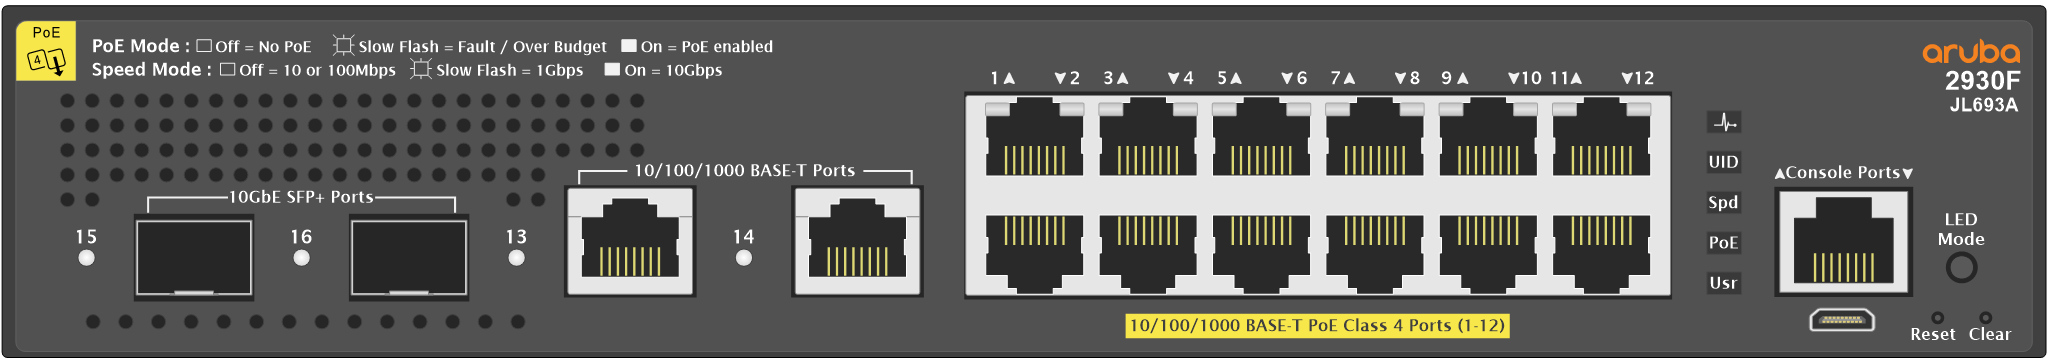 PoE
4
PoE Mode : Off = No PoE Slow Flash = Fault / Over Budget On = PoE enabled
Speed Mode : Off = 10 or 100Mbps Slow Flash = 1Gbps On = 10Gbps
10GbE SFP+ Ports
15 16 13 14
10/100/1000 BASE-T Ports
1▲ ▼2 3▲ ▼4 5▲ ▼6 7▲ ▼8 9▲ ▼10 11▲ ▼12
10/100/1000 BASE-T PoE Class 4 Ports (1-12)
UID
Spd
PoE
Usr
aruba
2930F
JL693A
▲Console Ports▼
LED
Mode
Reset Clear